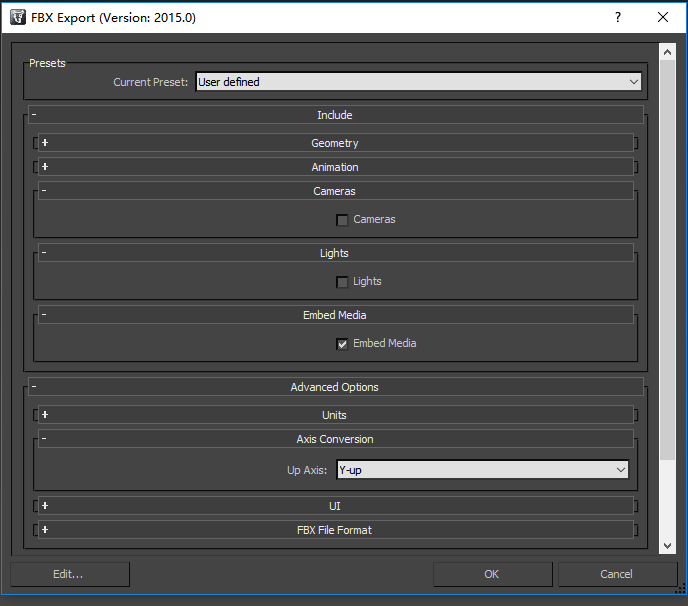 FBX Export (Version: 2015.0)
Presets
Current Preset: User defined
- Include
+ Geometry
+ Animation
- Cameras
Cameras
- Lights
Lights
- Embed Media
Embed Media
- Advanced Options
+ Units
- Axis Conversion
Up Axis: Y-up
+ UI
+ FBX File Format
Edit... OK Cancel